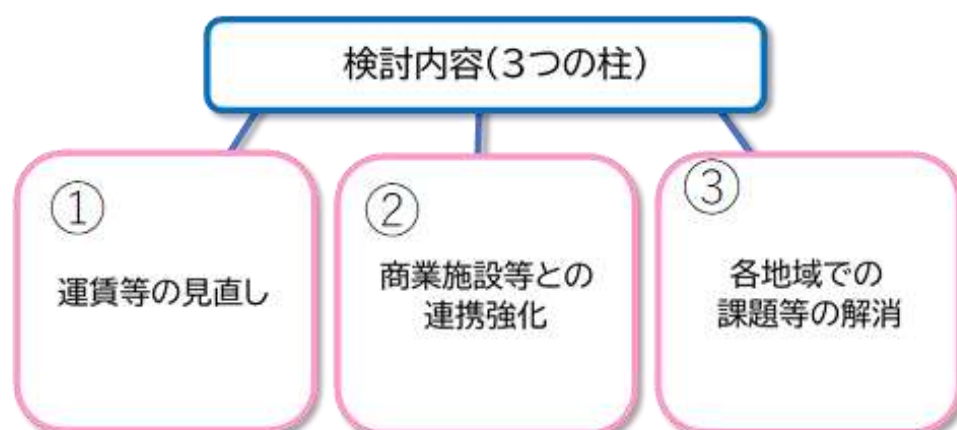 検討内容(3つの柱)
①
運賃等の見直し
②
商業施設等との
連携強化
③
各地域での
課題等の解消